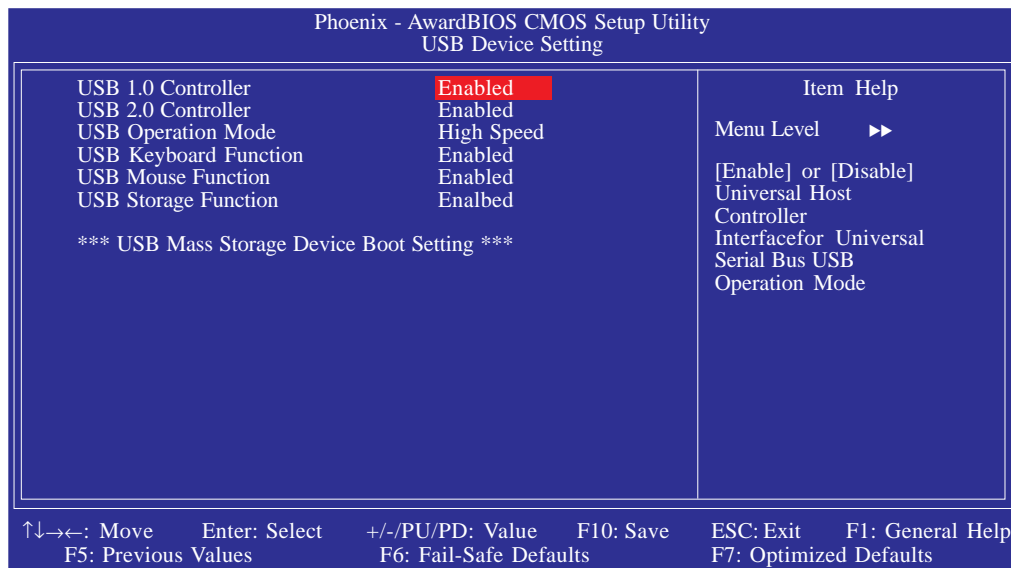 Phoenix - AwardBIOS CMOS Setup Utility
USB Device Setting
USB 1.0 Controller Enabled
USB 2.0 Controller Enabled
USB Operation Mode High Speed
USB Keyboard Function Enabled
USB Mouse Function Enabled
USB Storage Function Enalbed
*** USB Mass Storage Device Boot Setting ***
Item Help
Menu Level ▶▶
[Enable] or [Disable]
Universal Host
Controller
Interfacefor Universal
Serial Bus USB
Operation Mode
↑↓→←: Move Enter: Select +/-/PU/PD: Value F10: Save ESC: Exit F1: General Help
F5: Previous Values F6: Fail-Safe Defaults F7: Optimized Defaults